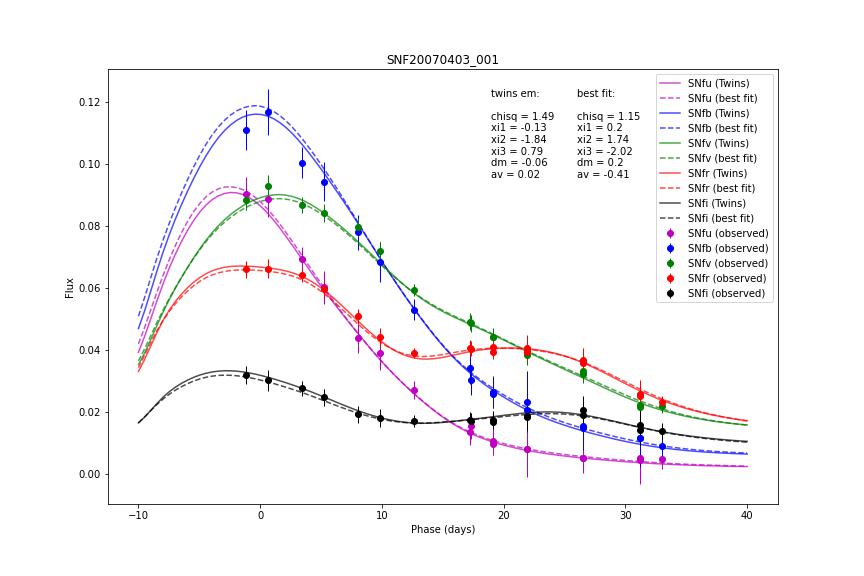 SNF20070403_001
twins em: best fit:
chisq = 1.49 chisq = 1.15
xi1 = -0.13 xi1 = 0.2
xi2 = -1.84 xi2 = 1.74
xi3 = 0.79 xi3 = -2.02
dm = -0.06 dm = 0.2
av = 0.02 av = -0.41
SNfu (Twins)
SNfu (best fit)
SNfb (Twins)
SNfb (best fit)
SNfv (Twins)
SNfv (best fit)
SNfr (Twins)
SNfr (best fit)
SNfi (Twins)
SNfi (best fit)
SNfu (observed)
SNfb (observed)
SNfv (observed)
SNfr (observed)
SNfi (observed)
Flux
0.12
0.10
0.08
0.06
0.04
0.02
0.00
−10 0 10 20 30 40
Phase (days)